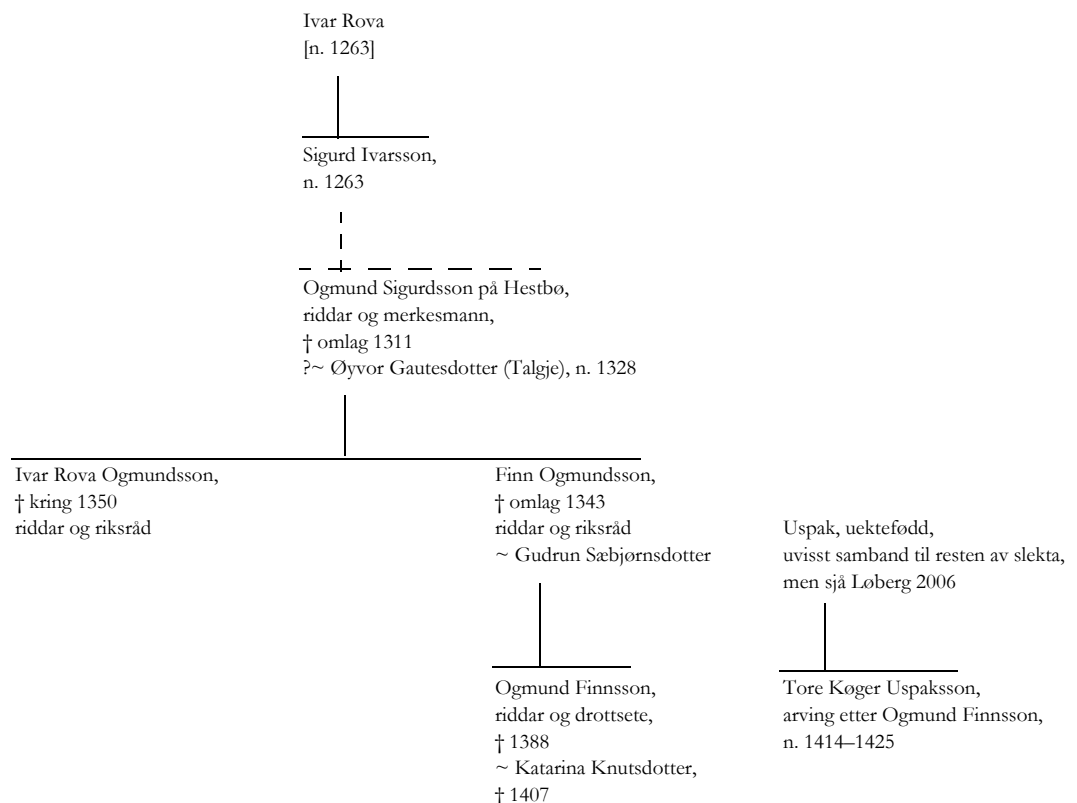 Ivar Rova
[n. 1263]
Sigurd Ivarsson,
n. 1263
Ogmund Sigurdsson på Hestbø,
riddar og merkesmann,
† omlag 1311
?~ Øyvor Gautesdotter (Talgje), n. 1328
Ivar Rova Ogmundsson,
† kring 1350
riddar og riksråd
Finn Ogmundsson,
† omlag 1343
riddar og riksråd
~ Gudrun Sæbjørnsdotter
Uspak, uektefødd,
uvisst samband til resten av slekta,
men sjå Løberg 2006
Ogmund Finnsson,
riddar og drottsete,
† 1388
~ Katarina Knutsdotter,
† 1407
Tore Køger Uspaksson,
arving etter Ogmund Finnsson,
n. 1414–1425